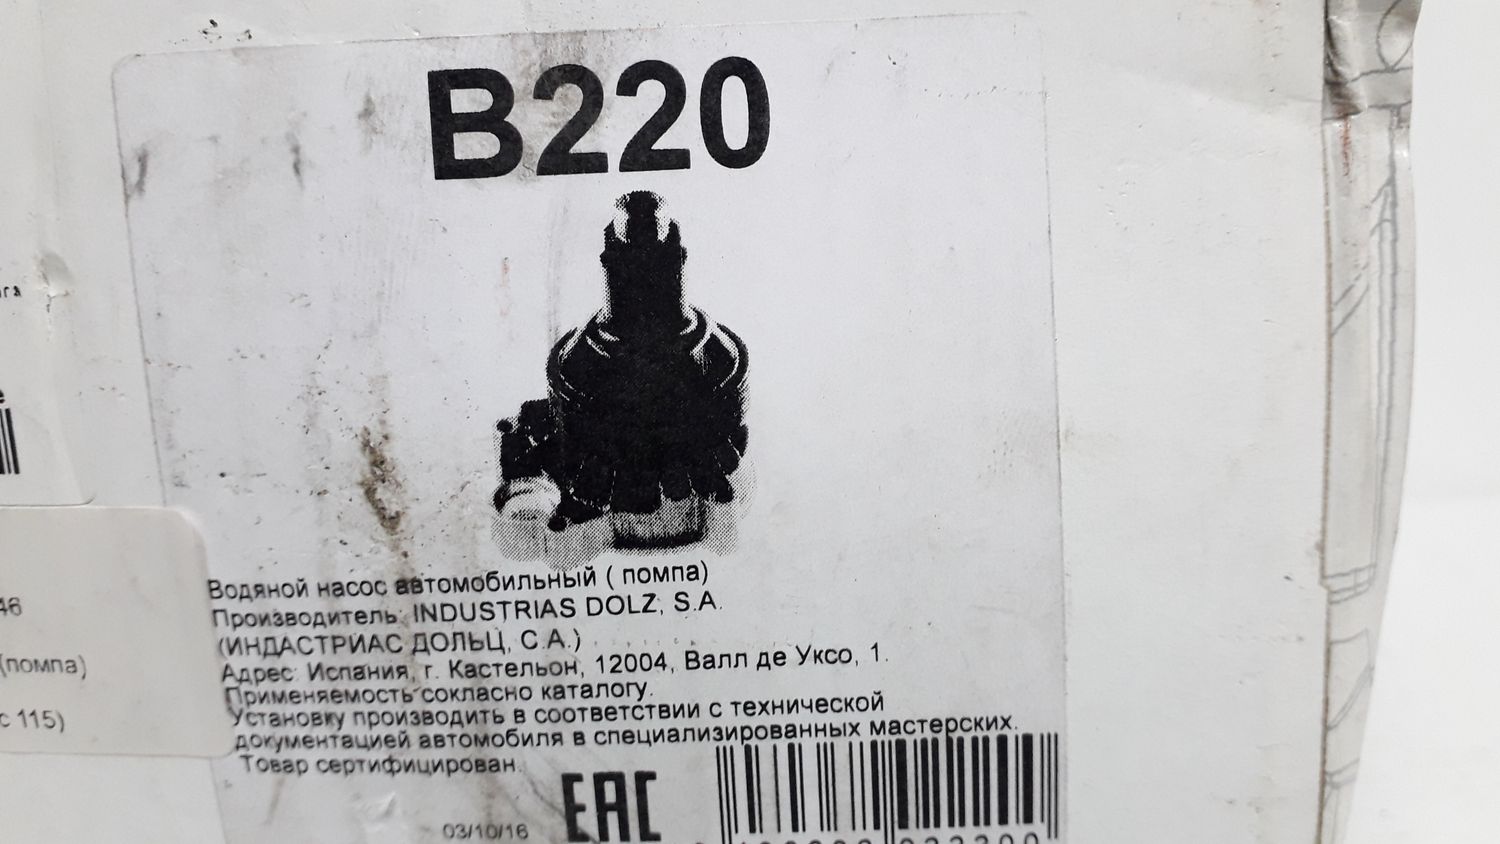 B220
Водяной насос автомобильный ( помпа)
Производитель: INDUSTRIAS DOLZ, S.A.
(ИНДАСТРИАС ДОЛЬЦ, С.А.)
Адрес: Испания, г. Кастельон, 12004, Валл де Уксо, 1.
Применяемость сокласно каталогу.
Установку производить в соответствии с технической
документацией автомобиля в специализированных мастерских.
Товар сертифицирован.
EAC
03/10/16
46
(помпа)
с 115)